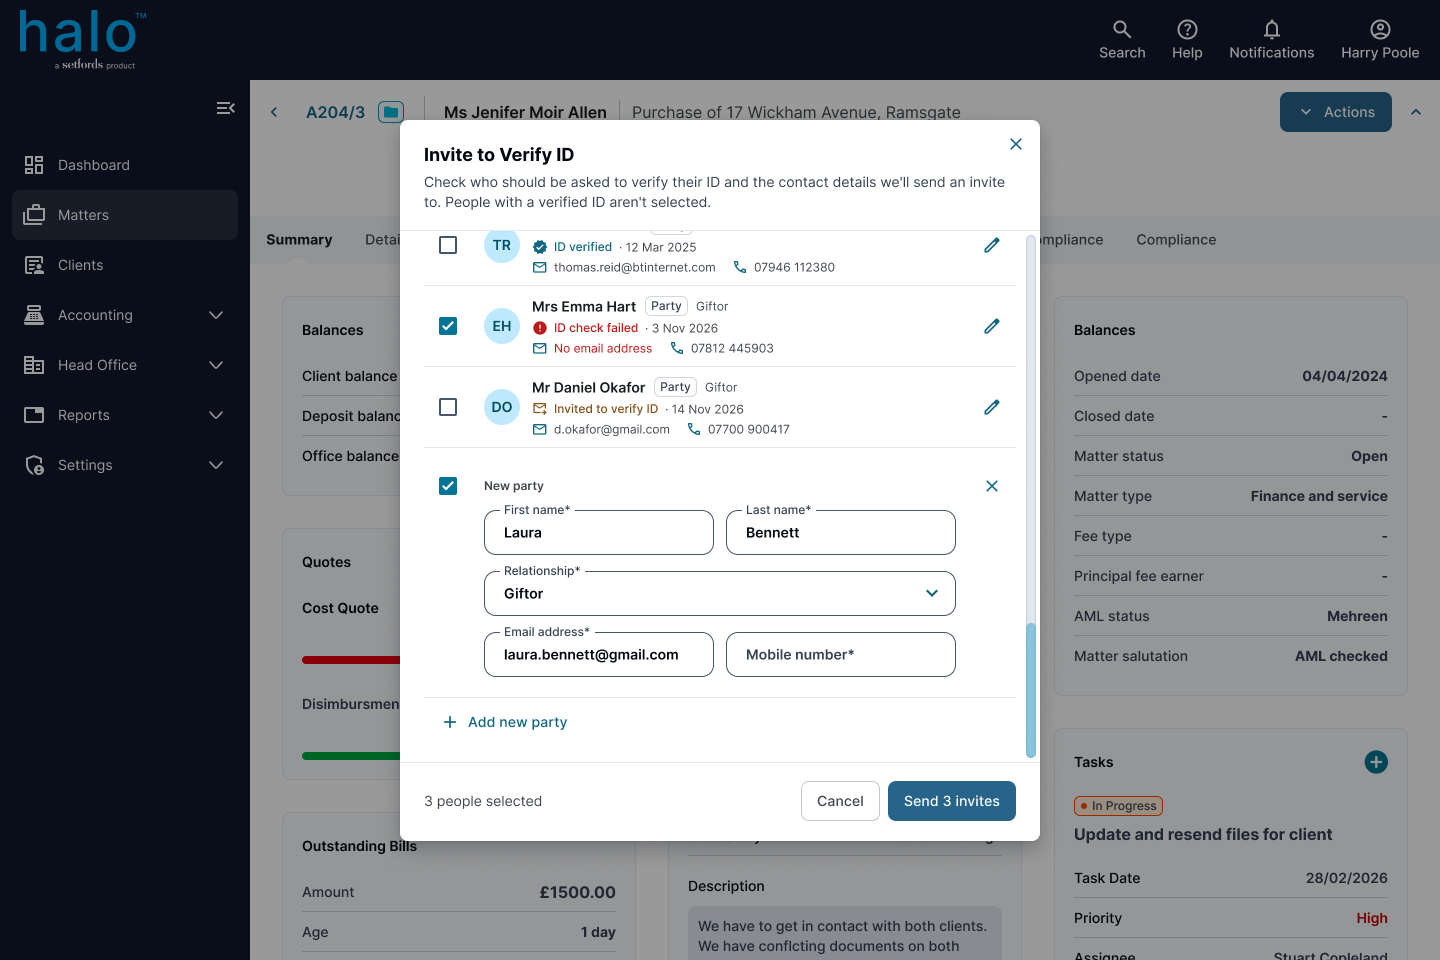 halo™
a setfords product
Search
Help
Notifications
Harry Poole
Dashboard
Matters
Clients
Accounting
Head Office
Reports
Settings
A204/3
Ms Jenifer Moir Allen
Purchase of 17 Wickham Avenue, Ramsgate
Actions
Summary
Compliance
Invite to Verify ID
Check who should be asked to verify their ID and the contact details we'll send an invite
to. People with a verified ID aren't selected.
TR
ID verified · 12 Mar 2025
thomas.reid@btinternet.com 07946 112380
EH
Mrs Emma Hart Party Giftor
ID check failed · 3 Nov 2026
No email address 07812 445903
DO
Mr Daniel Okafor Party Giftor
Invited to verify ID · 14 Nov 2026
d.okafor@gmail.com 07700 900417
New party
First name*
Laura
Last name*
Bennett
Relationship*
Giftor
Email address*
laura.bennett@gmail.com
Mobile number*
+ Add new party
3 people selected
Cancel
Send 3 invites
Balances
Client balance
Deposit balanc
Office balance
Quotes
Cost Quote
Disimbursmen
Outstanding Bills
Amount £1500.00
Age 1 day
Description
We have to get in contact with both clients.
We have conflcting documents on both
Balances
Opened date 04/04/2024
Closed date -
Matter status Open
Matter type Finance and service
Fee type -
Principal fee earner -
AML status Mehreen
Matter salutation AML checked
Tasks
In Progress
Update and resend files for client
Task Date 28/02/2026
Priority High
Assignee Stuart Copleland